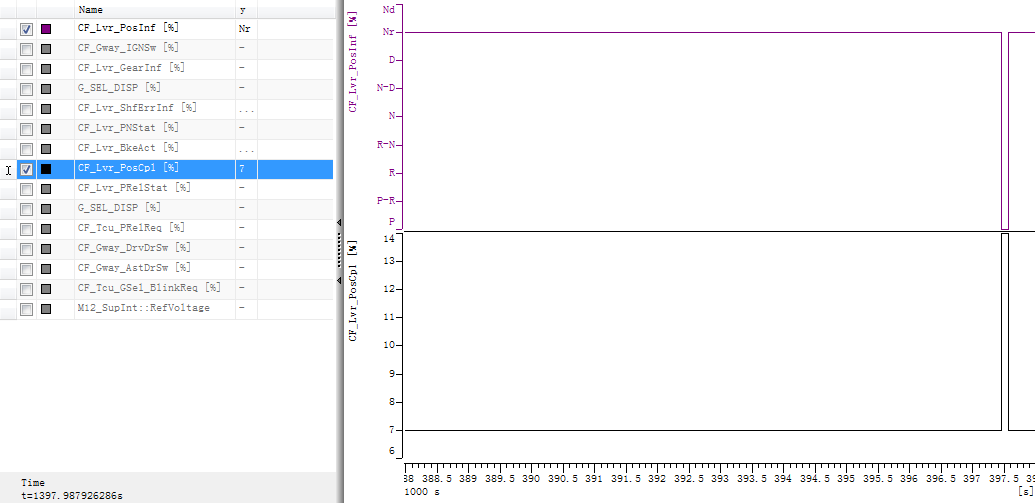 Name y
CF_Lvr_PosInf [%] Nr
CF_Gway_IGNSw [%] -
CF_Lvr_GearInf [%] -
G_SEL_DISP [%] -
CF_Lvr_ShfErrInf [%] ...
CF_Lvr_PNStat [%] -
CF_Lvr_BkeAct [%] ...
CF_Lvr_PosCpl [%] 7
CF_Lvr_PRelStat [%] -
G_SEL_DISP [%] -
CF_Tcu_PRelReq [%] -
CF_Gway_DrvDrSw [%] -
CF_Gway_AstDrSw [%] -
CF_Tcu_GSel_BlinkReq [%] -
M12_SupInt::RefVoltage -
Time
t=1397.987926286s
CF_Lvr_PosInf [%]
Nd
Nr
D
N-D
N
R-N
R
P-R
P
CF_Lvr_PosCpl [%]
14
13
12
11
10
9
8
7
6
38 388.5 389 389.5 390 390.5 391 391.5 392 392.5 393 393.5 394 394.5 395 395.5 396 396.5 397 397.5 38
1000 s [s]